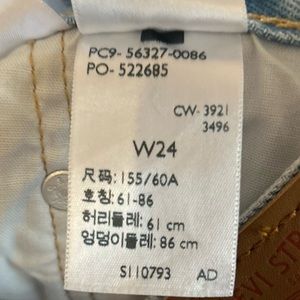 PC9- 56327-0086
PO- 522685
CW- 3921
3496
W24
尺码: 155/60A
호칭: 61-86
허리둘레: 61 cm
엉덩이둘레: 86 cm
S110793 AD